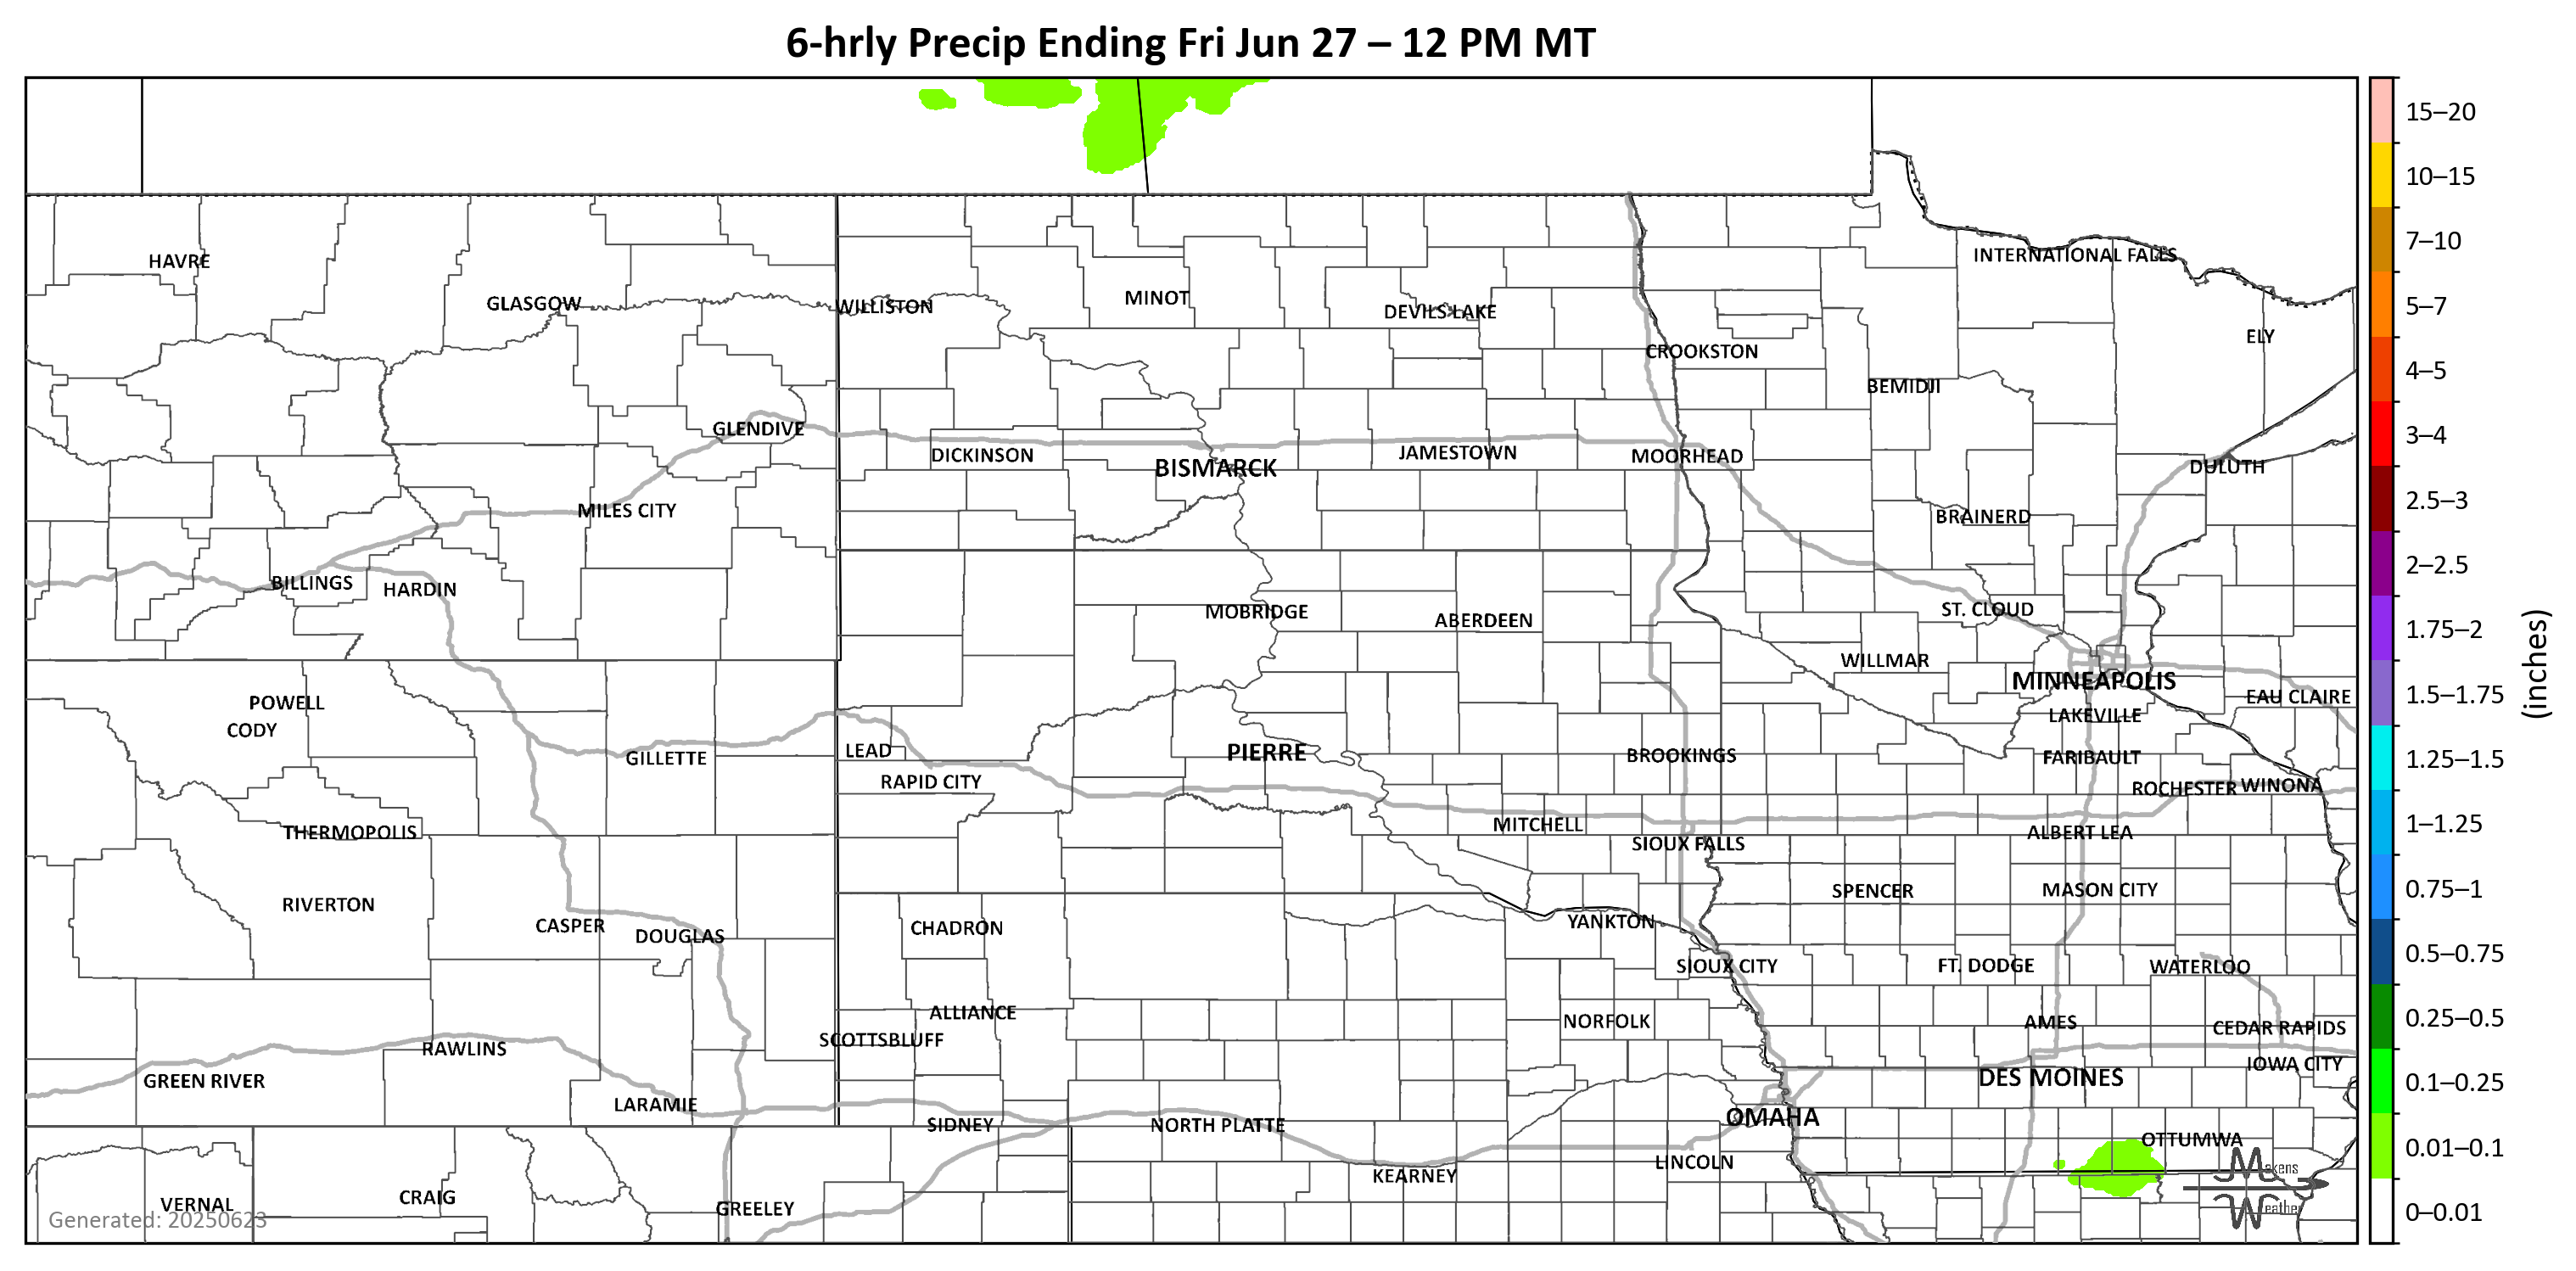 6-hrly Precip Ending Fri Jun 27 – 12 PM MT
15–20
10–15
7–10
5–7
4–5
3–4
2.5–3
2–2.5
1.75–2
1.5–1.75
1.25–1.5
1–1.25
0.75–1
0.5–0.75
0.25–0.5
0.1–0.25
0.01–0.1
0–0.01
(inches)
HAVRE
INTERNATIONAL FALLS
GLASGOW
WILLISTON
MINOT
DEVILS LAKE
ELY
CROOKSTON
BEMIDJI
GLENDIVE
DICKINSON
BISMARCK
JAMESTOWN
MOORHEAD
DULUTH
MILES CITY
BRAINERD
BILLINGS
HARDIN
MOBRIDGE
ABERDEEN
ST. CLOUD
WILLMAR
MINNEAPOLIS
EAU CLAIRE
POWELL
CODY
LAKEVILLE
GILLETTE
LEAD
RAPID CITY
PIERRE
BROOKINGS
FARIBAULT
ROCHESTER
WINONA
THERMOPOLIS
MITCHELL
SIOUX FALLS
ALBERT LEA
RIVERTON
SPENCER
MASON CITY
CASPER
DOUGLAS
CHADRON
YANKTON
SIOUX CITY
FT. DODGE
WATERLOO
ALLIANCE
SCOTTSBLUFF
NORFOLK
AMES
CEDAR RAPIDS
RAWLINS
IOWA CITY
GREEN RIVER
DES MOINES
LARAMIE
SIDNEY
NORTH PLATTE
OMAHA
OTTUMWA
LINCOLN
KEARNEY
VERNAL
CRAIG
GREELEY
Makens
Weather
Generated: 20250623